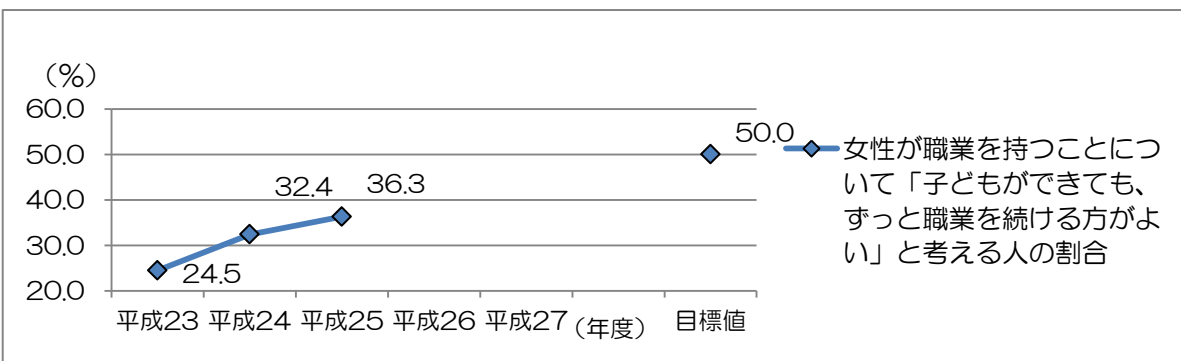 (%)
60.0
50.0
40.0
30.0
20.0
24.5
32.4
36.3
50.0
平成23 平成24 平成25 平成26 平成27 (年度) 目標値
女性が職業を持つことにつ
いて「子どもができても、
ずっと職業を続ける方がよ
い」と考える人の割合